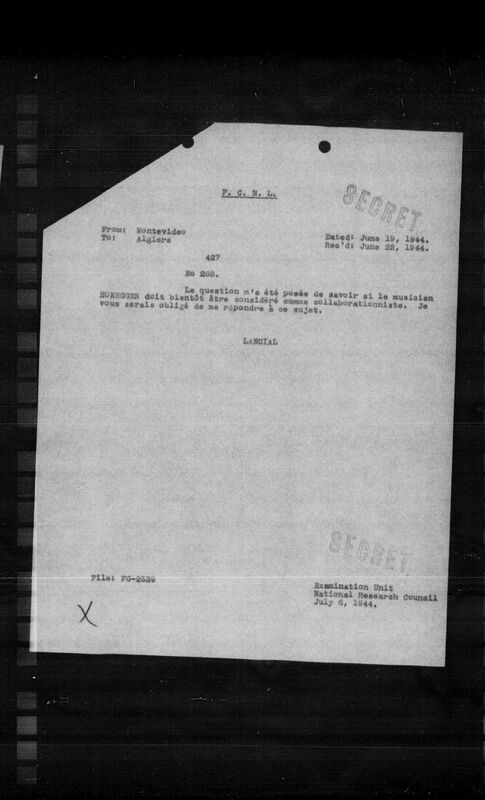 F. C. N. L.
SECRET
From: Montevideo
To: Algiers
Dated: June 19, 1944.
Rec'd: June 22, 1944.
427
No 288.
La question m'a été posée de savoir si le musicien
HONEGGER doit bientôt être considéré comme collaborationniste. Je
vous serais obligé de me répondre à ce sujet.
LANCIAL
SECRET
File: FG-2539
Examination Unit
National Research Council
July 6, 1944.
X